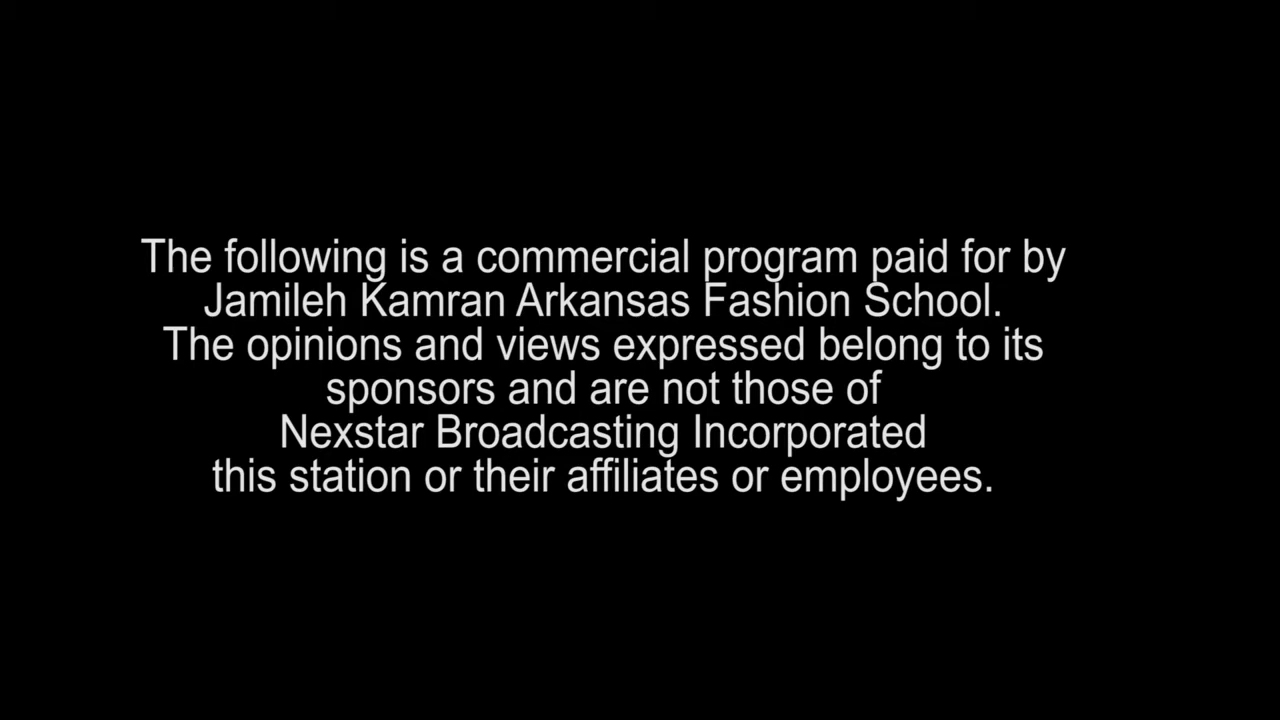 The following is a commercial program paid for by
Jamileh Kamran Arkansas Fashion School.
The opinions and views expressed belong to its
sponsors and are not those of
Nexstar Broadcasting Incorporated
this station or their affiliates or employees.